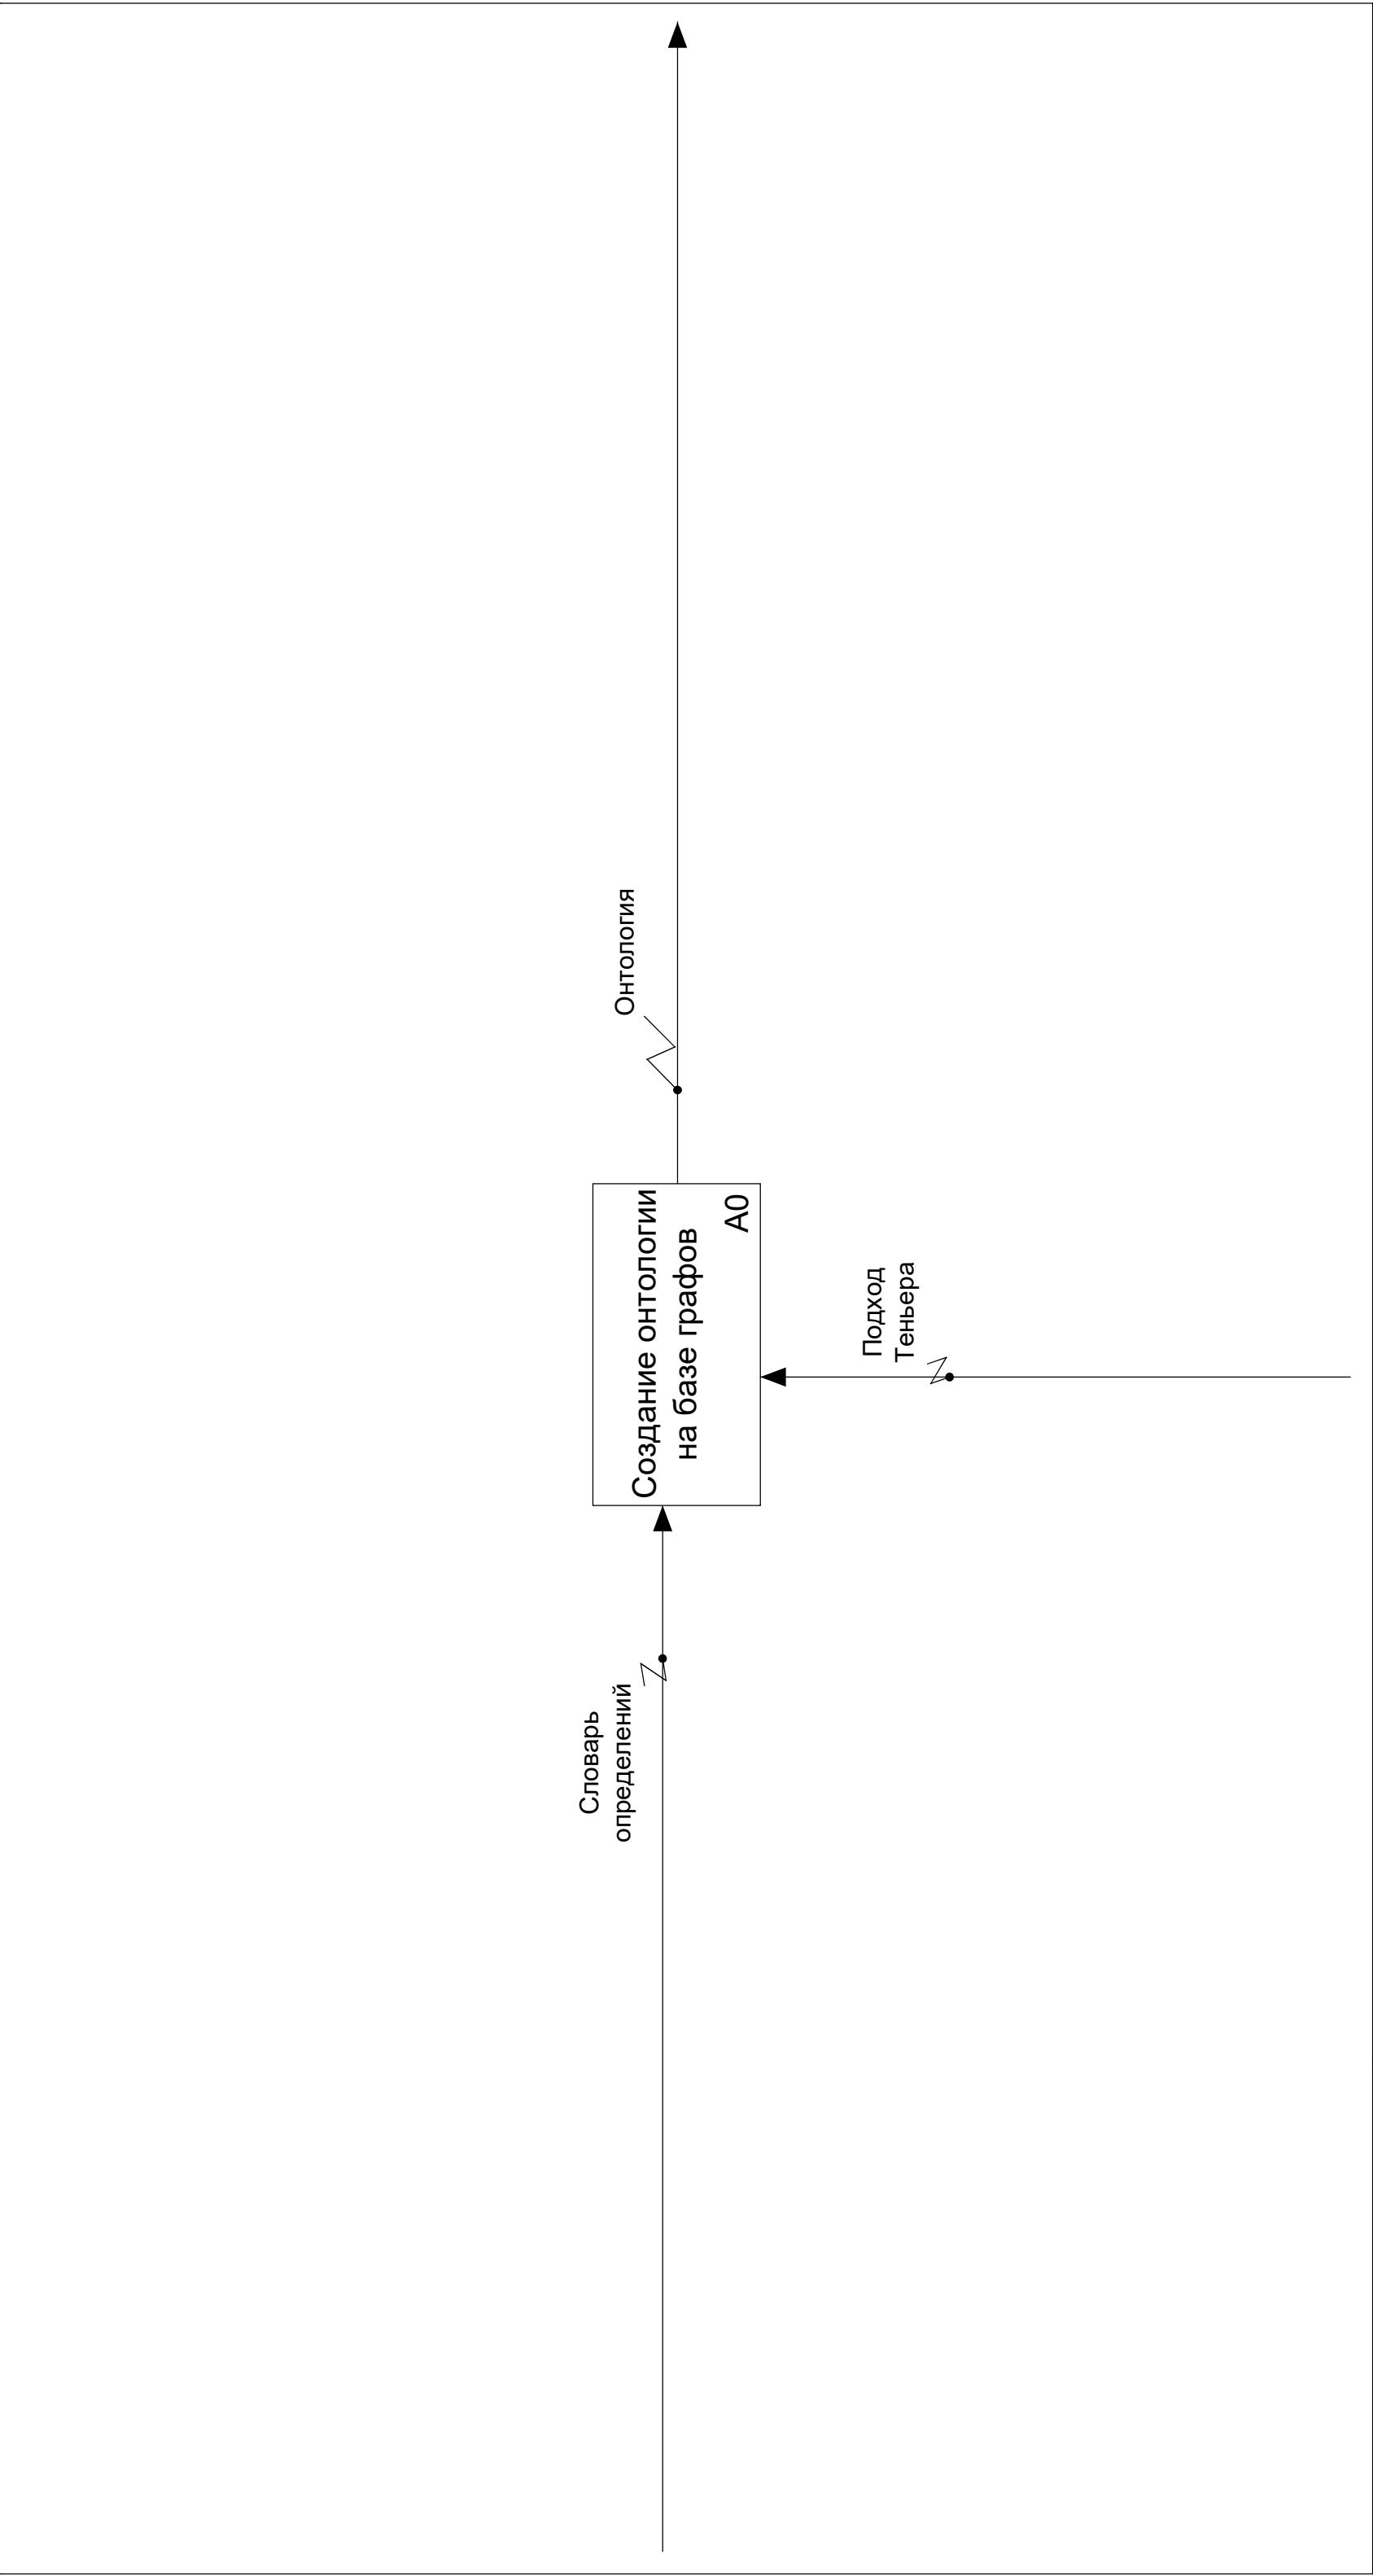 Словарь
определений
Создание онтологии
на базе графов
A0
Онтология
Подход
Теньера